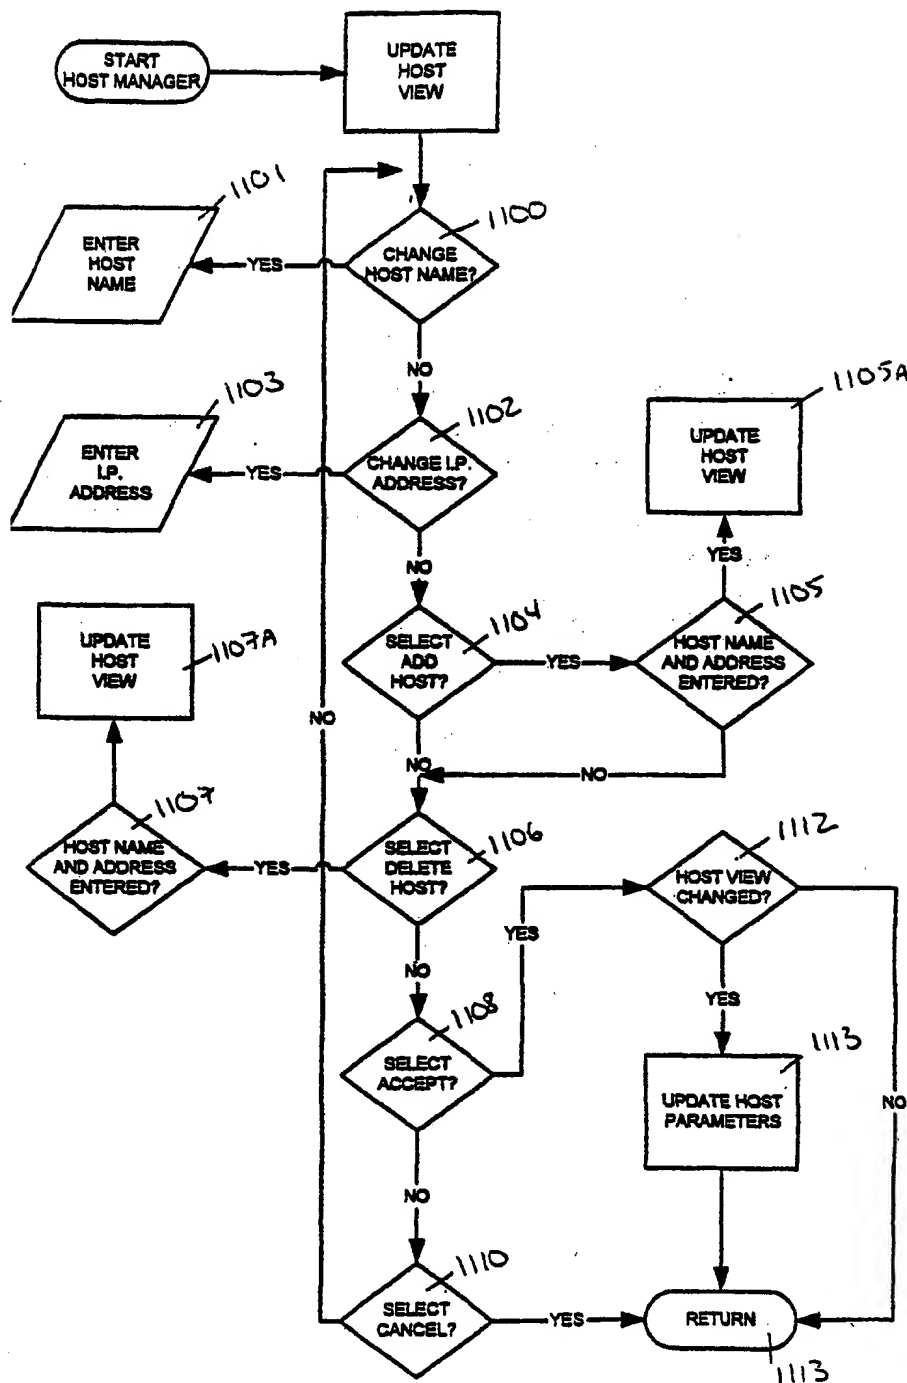 START
HOST MANAGER
UPDATE
HOST
VIEW
1101
ENTER
HOST
NAME
YES
1100
CHANGE
HOST NAME?
NO
1103
ENTER
I.P.
ADDRESS
YES
1102
CHANGE I.P.
ADDRESS?
1105A
UPDATE
HOST
VIEW
YES
NO
1104
SELECT
ADD
HOST?
YES
1105
HOST NAME
AND ADDRESS
ENTERED?
UPDATE
HOST
VIEW
1107A
NO
NO
NO
1107
HOST NAME
AND ADDRESS
ENTERED?
YES
1106
SELECT
DELETE
HOST?
1112
HOST VIEW
CHANGED?
YES
NO
YES
1108
SELECT
ACCEPT?
1113
UPDATE HOST
PARAMETERS
NO
NO
1110
SELECT
CANCEL?
YES
RETURN
1113